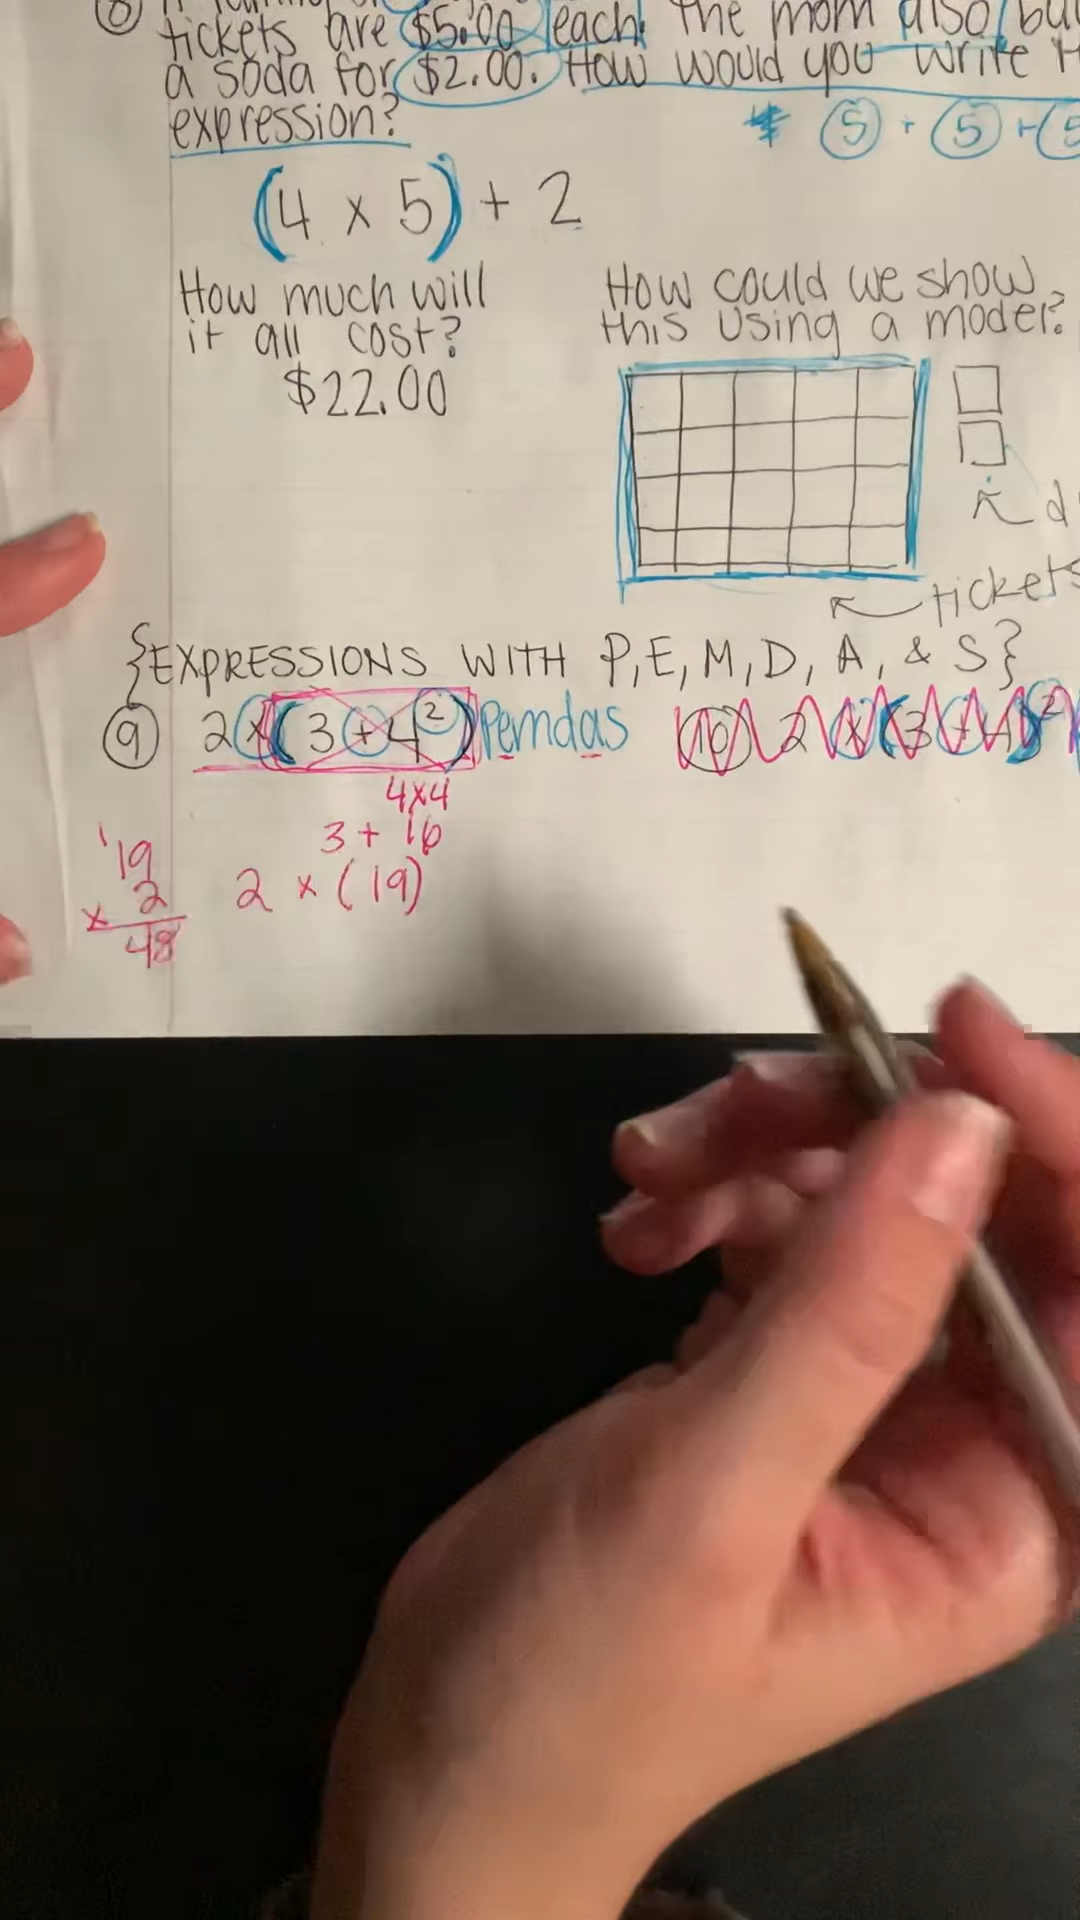 8
tickets are $5.00 each. The mom also bu
a soda for $2.00. How would you write t
expression?
5 + 5 + 5
(4 x 5) + 2
How much will
it all cost?
$22.00
How could we show
this using a model?
tickets
{EXPRESSIONS WITH P, E, M, D, A, & S}
9 2 x (3 + 4²) Pemdas
10 2 x (3 + 4)²
4x4
3 + 16
2 x (19)
1
19
x 2
48